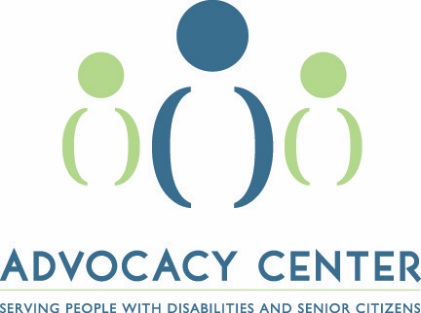 ADVOCACY CENTER
SERVING PEOPLE WITH DISABILITIES AND SENIOR CITIZENS